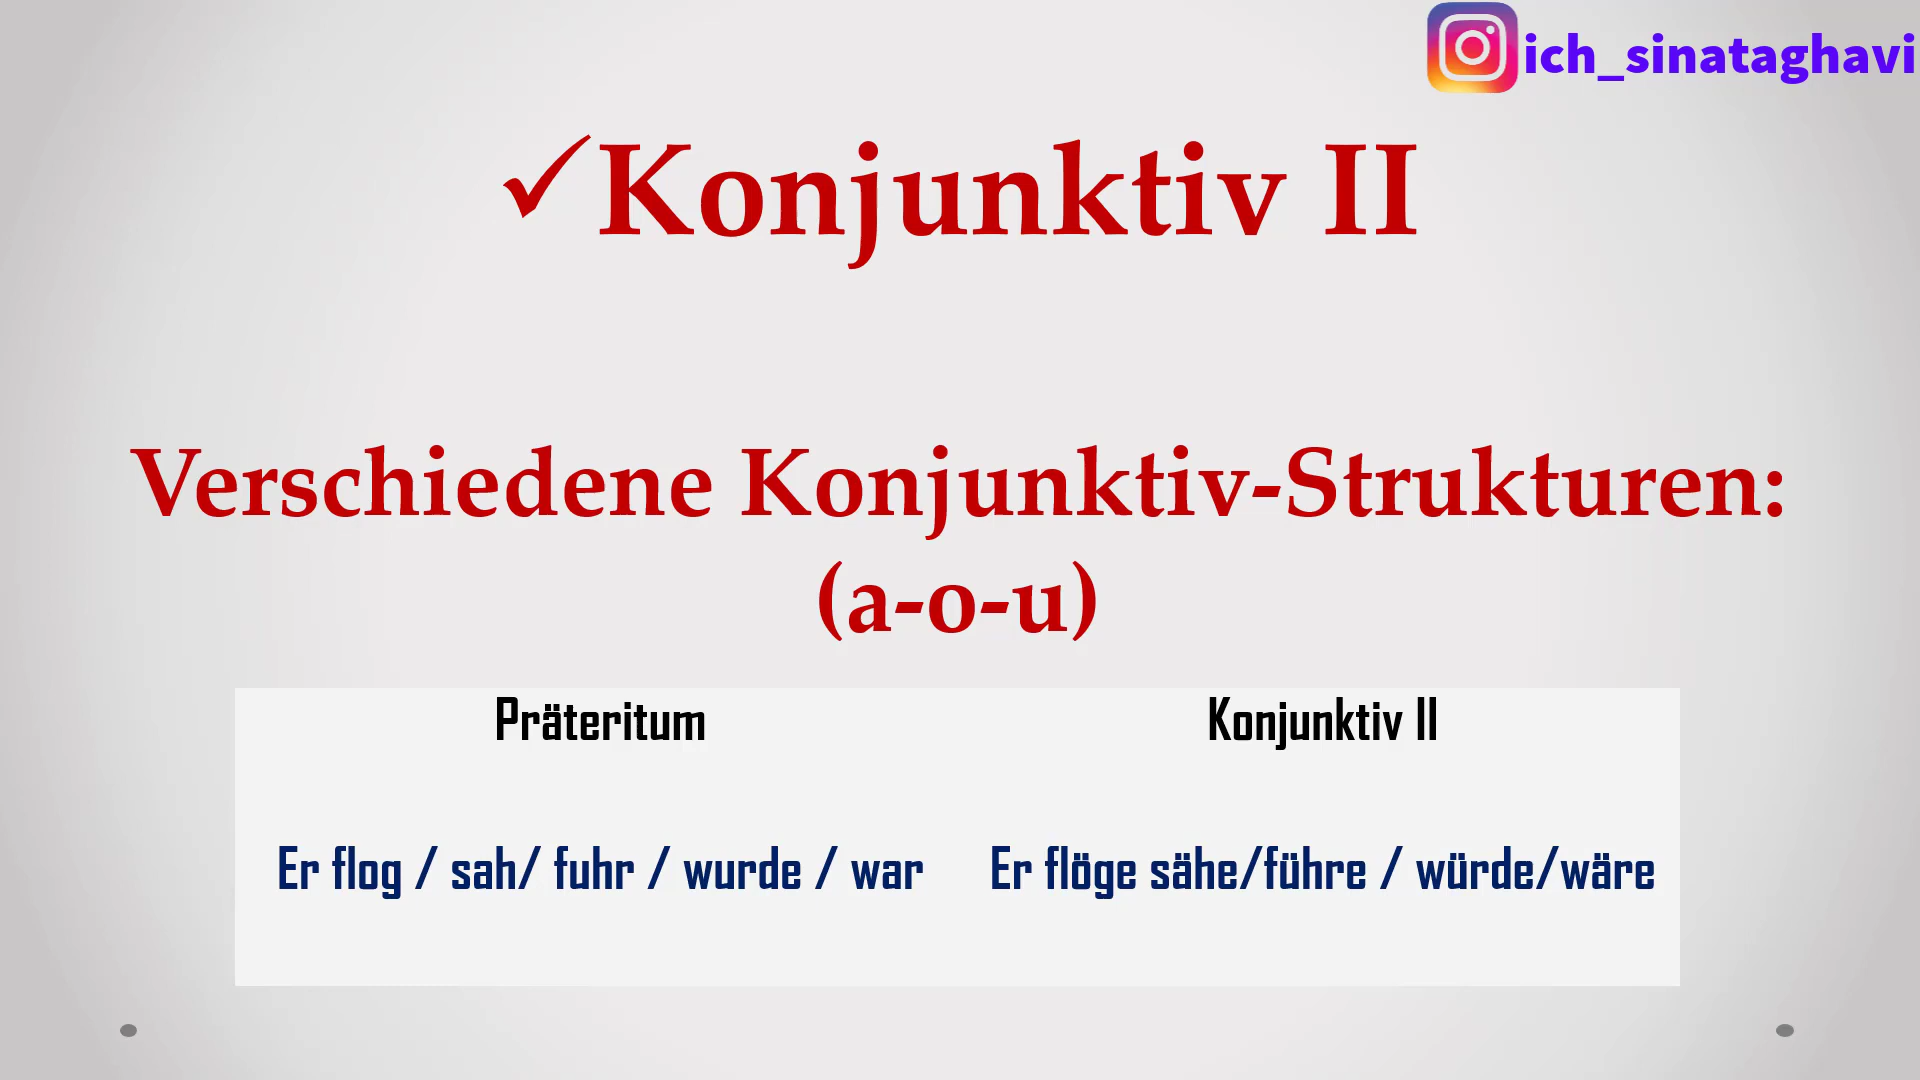 ich_sinataghavi
✓Konjunktiv II
Verschiedene Konjunktiv-Strukturen:
(a-o-u)
Präteritum Konjunktiv II
Er flog / sah/ fuhr / wurde / war Er flöge sähe/führe / würde/wäre